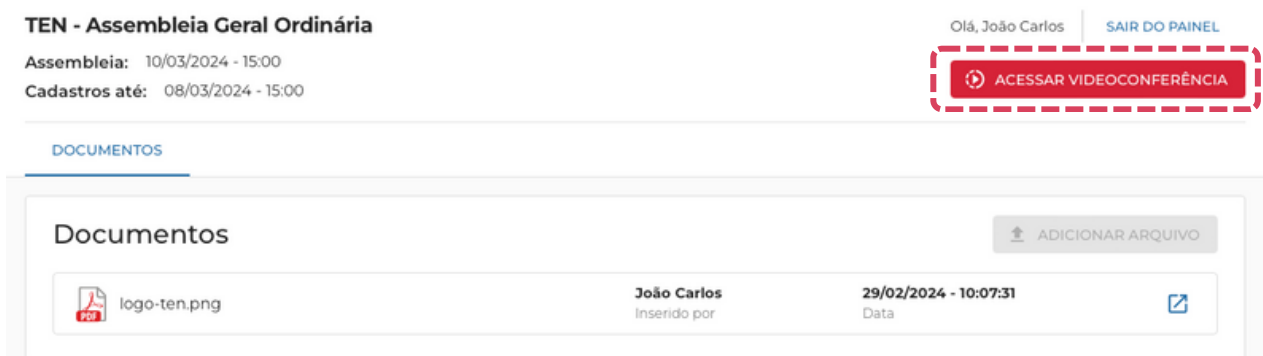 TEN - Assembleia Geral Ordinária
Olá, João Carlos
SAIR DO PAINEL
Assembleia: 10/03/2024 - 15:00
Cadastros até: 08/03/2024 - 15:00
ACESSAR VIDEOCONFERÊNCIA
DOCUMENTOS
Documentos
ADICIONAR ARQUIVO
PDF
logo-ten.png
João Carlos
Inserido por
29/02/2024 - 10:07:31
Data